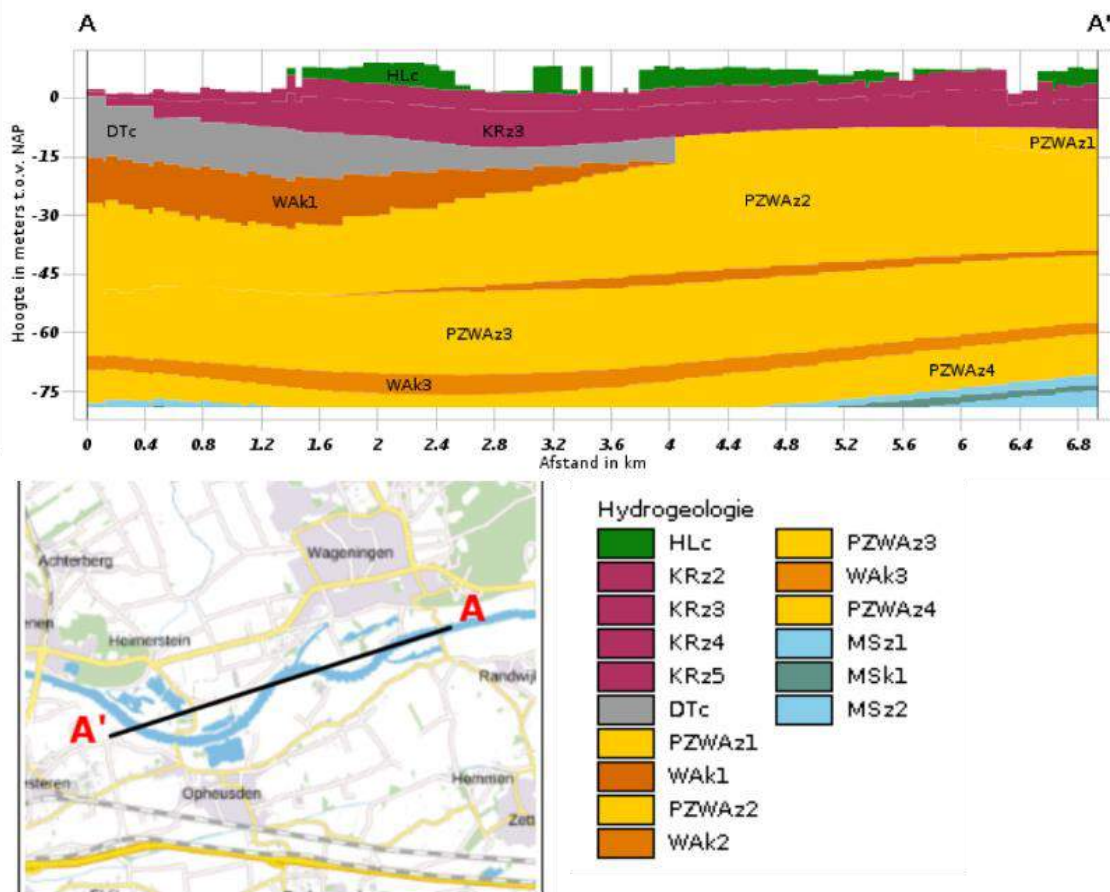 A A'
Hoogte in meters t.o.v. NAP
0
-15
-30
-45
-60
-75
HLc
DTc
KRz3
PZWAz1
WAk1
PZWAz2
PZWAz3
PZWAz4
WAk3
0 0.4 0.8 1.2 1.6 2 2.4 2.8 3.2 3.6 4 4.4 4.8 5.2 5.6 6 6.4 6.8
Afstand in km
Achterberg
Wageningen
enen
Heimerstein
A
Randwijl
A'
esteren
Opheusden
Hemmen
Zett
Hydrogeologie
HLc
KRz2
KRz3
KRz4
KRz5
DTc
PZWAz1
WAk1
PZWAz2
WAk2
PZWAz3
WAk3
PZWAz4
MSz1
MSk1
MSz2